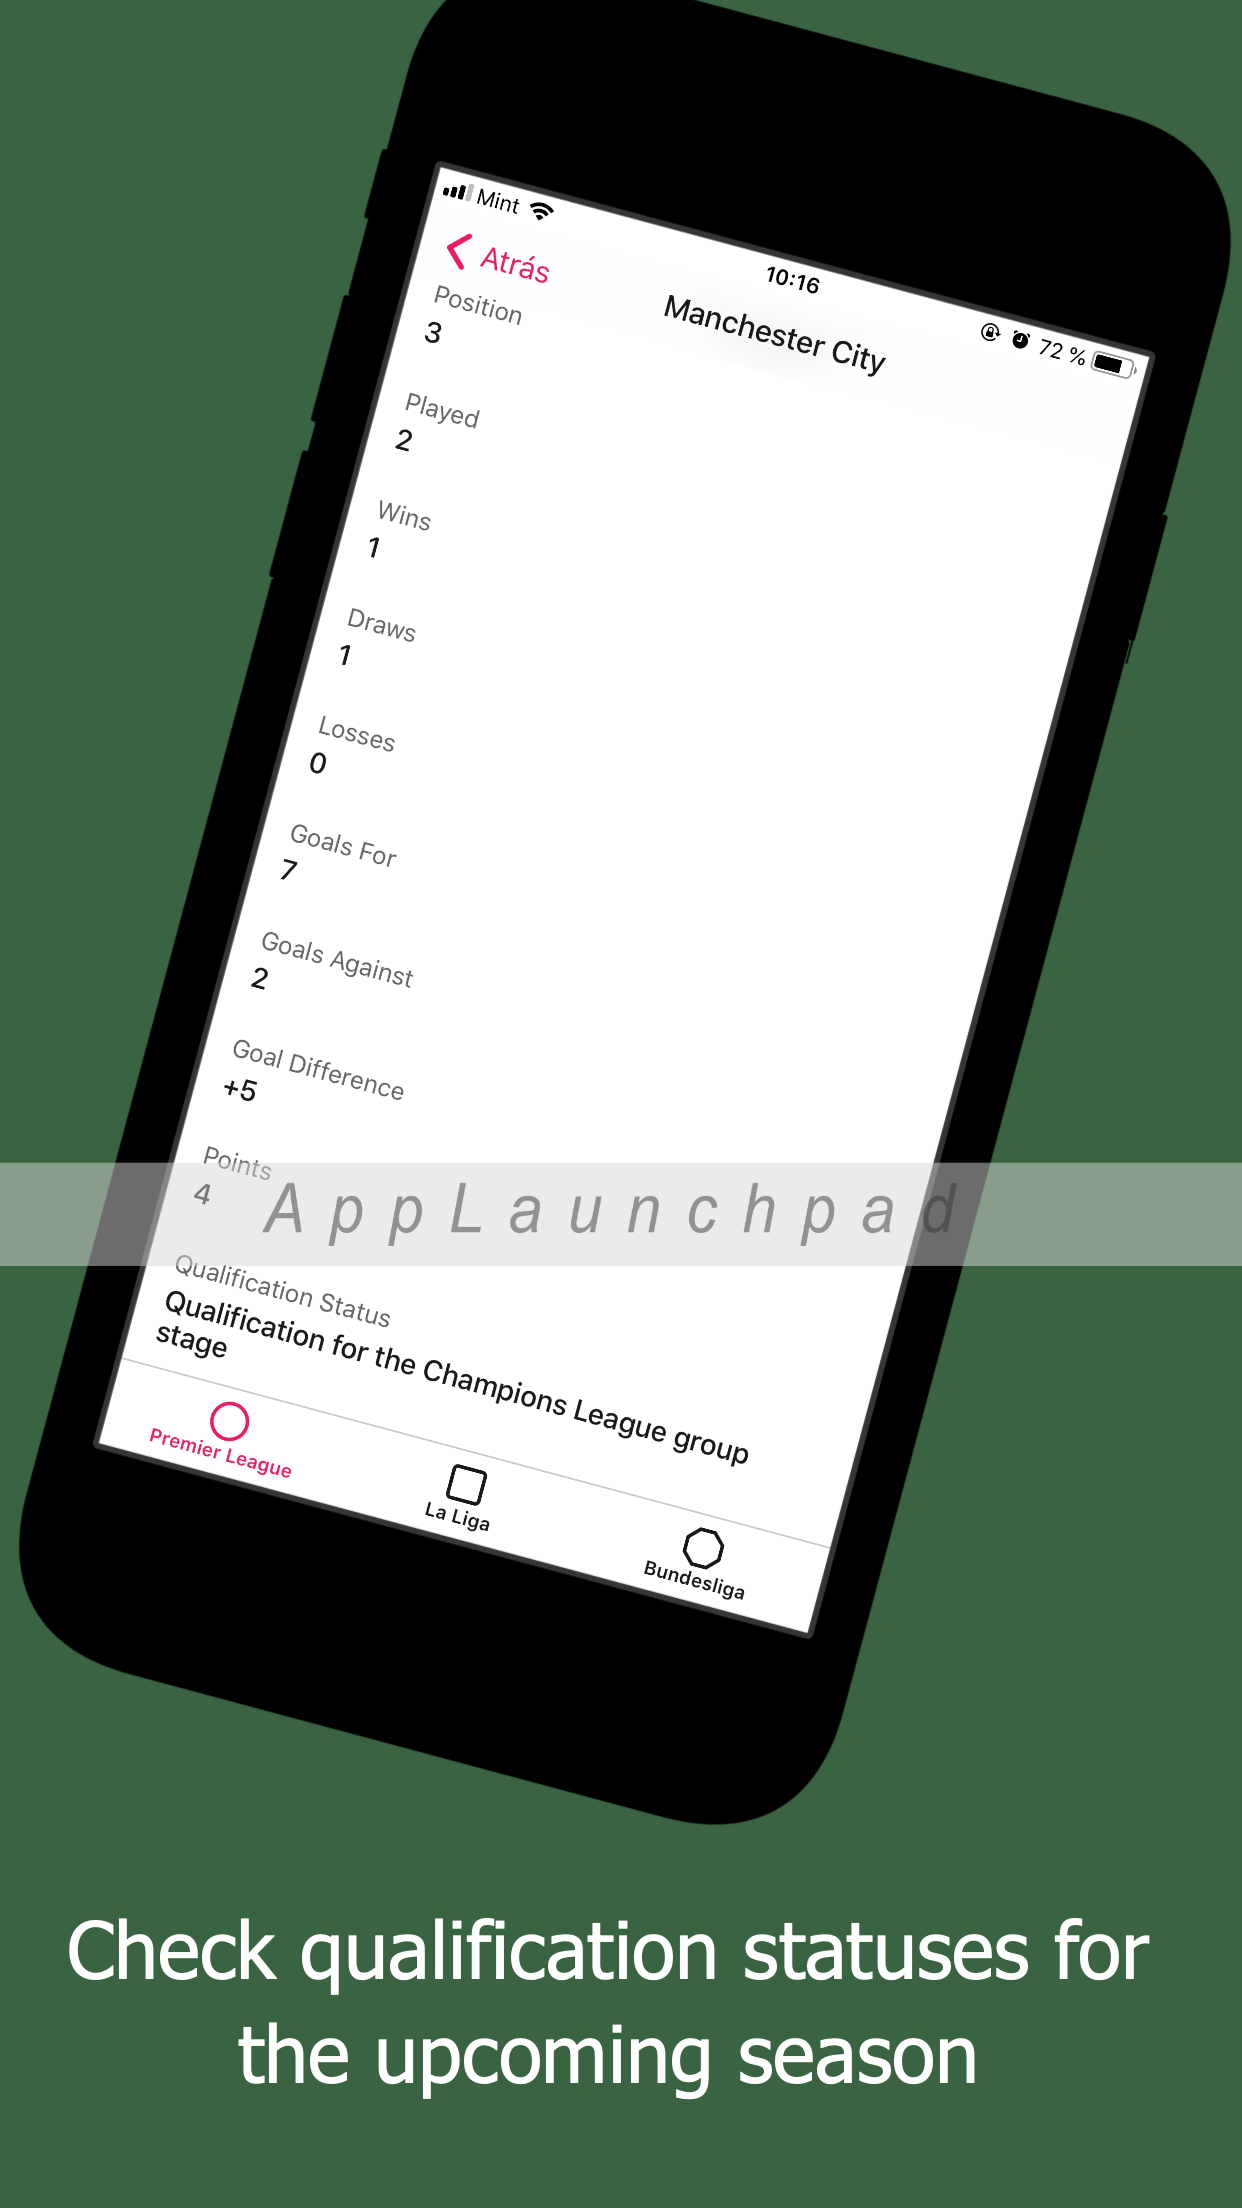 Mint
10:16
72 %
Atrás
Manchester City
Position
3
Played
2
Wins
1
Draws
1
Losses
0
Goals For
7
Goals Against
2
Goal Difference
+5
Points
4
AppLaunchpad
Qualification Status
Qualification for the Champions League group
stage
Premier League
La Liga
Bundesliga
Check qualification statuses for
the upcoming season